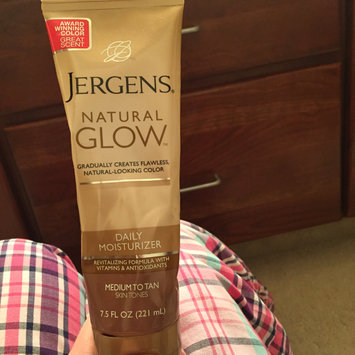 AWARD
WINNING
COLOR
GREAT
SCENT
JERGENS®
NATURAL
GLOW™
GRADUALLY CREATES FLAWLESS,
NATURAL-LOOKING COLOR
DAILY
MOISTURIZER
REVITALIZING FORMULA WITH
VITAMINS & ANTIOXIDANTS
MEDIUM TO TAN
SKIN TONES
7.5 FL OZ (221 mL)